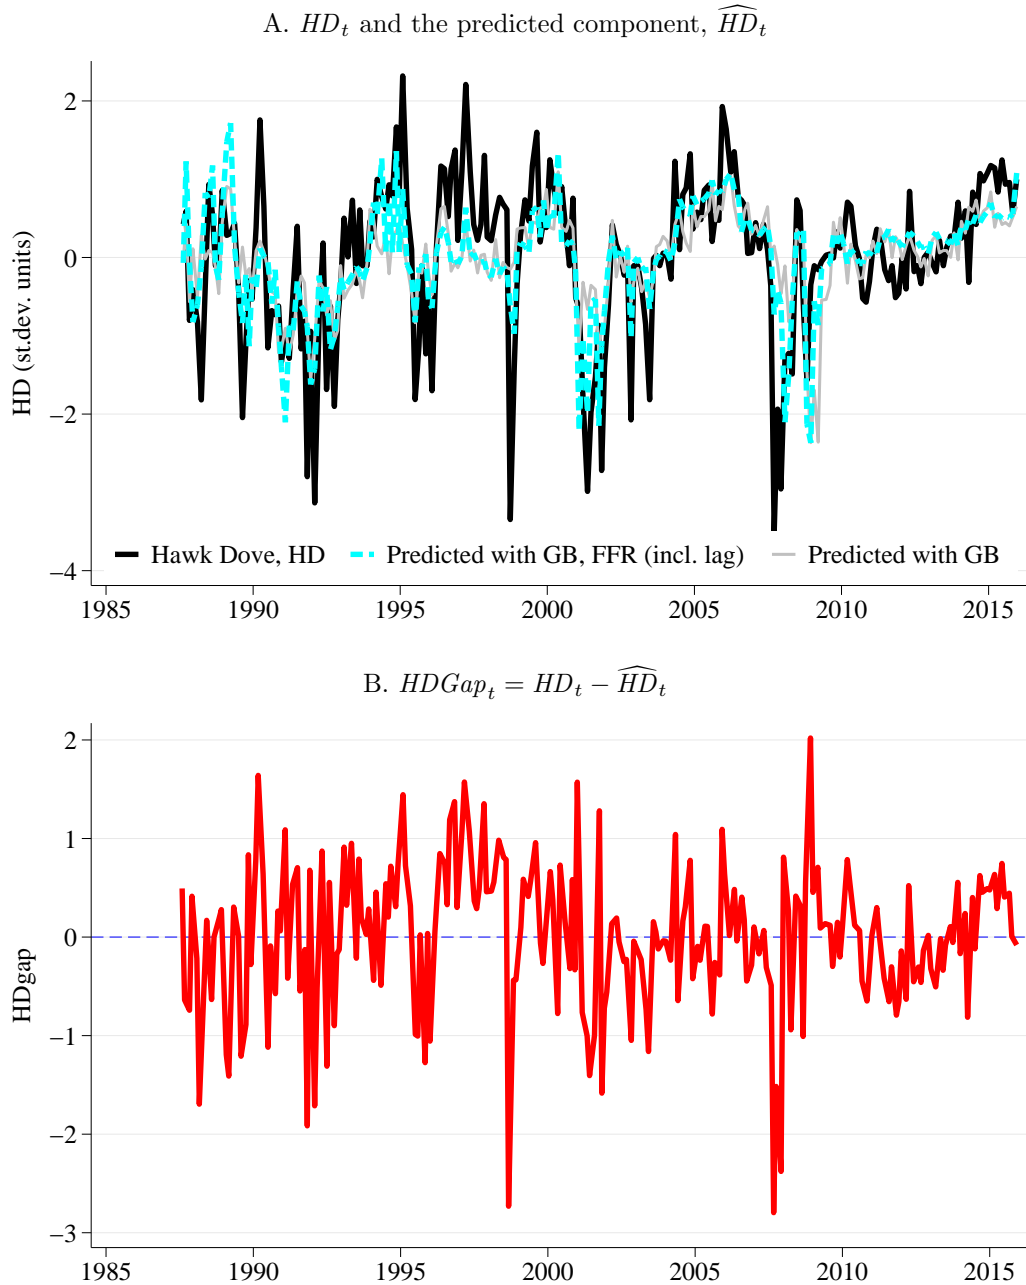 A. HD_t and the predicted component, \widehat{HD}_t
2
0
−2
−4
HD (st.dev. units)
Hawk Dove, HD Predicted with GB, FFR (incl. lag) Predicted with GB
1985 1990 1995 2000 2005 2010 2015
B. HDGap_t = HD_t − \widehat{HD}_t
2
1
0
−1
−2
−3
HDgap
1985 1990 1995 2000 2005 2010 2015